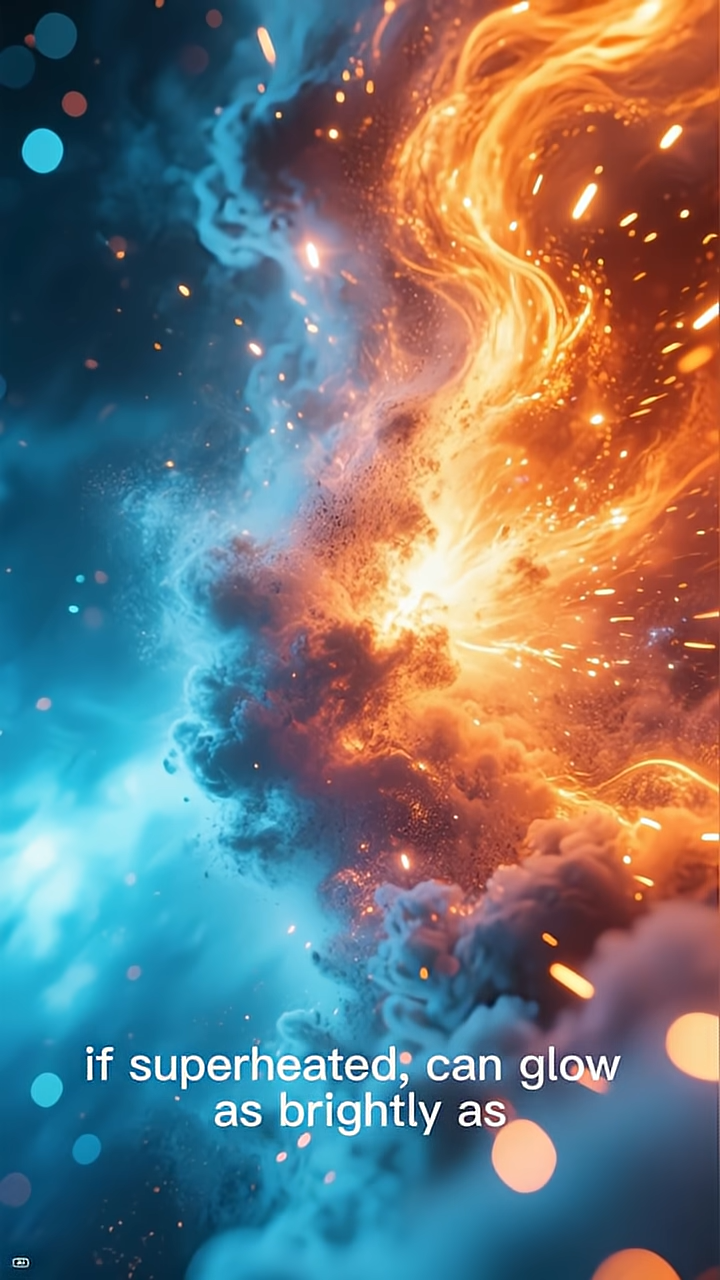 if superheated, can glow
as brightly as